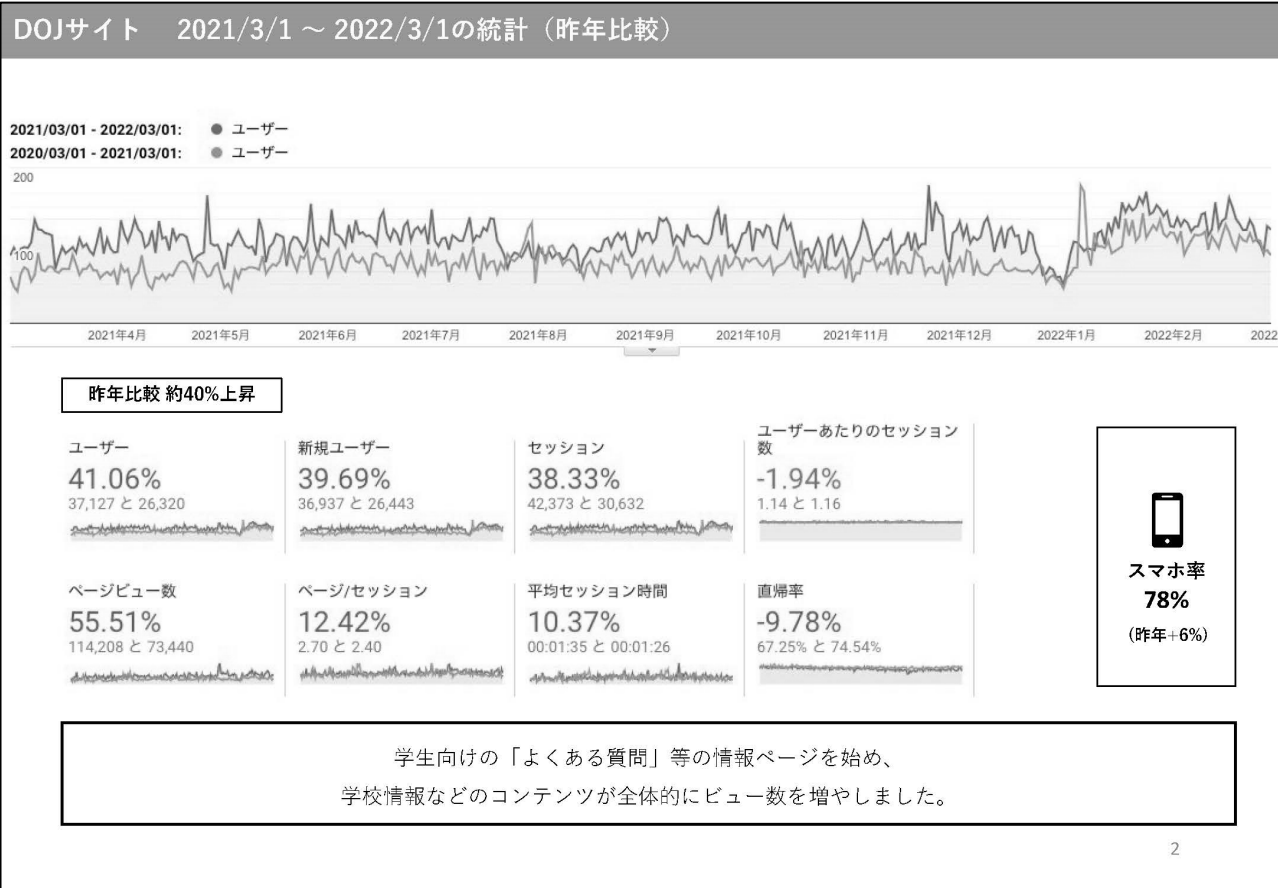 DOJサイト 2021/3/1 ～ 2022/3/1の統計（昨年比較）
2021/03/01 - 2022/03/01: ● ユーザー
2020/03/01 - 2021/03/01: ● ユーザー
200
100
2021年4月 2021年5月 2021年6月 2021年7月 2021年8月 2021年9月 2021年10月 2021年11月 2021年12月 2022年1月 2022年2月 2022
昨年比較 約40%上昇
ユーザー
41.06%
37,127 と 26,320
新規ユーザー
39.69%
36,937 と 26,443
セッション
38.33%
42,373 と 30,632
ユーザーあたりのセッション
数
-1.94%
1.14 と 1.16
ページビュー数
55.51%
114,208 と 73,440
ページ/セッション
12.42%
2.70 と 2.40
平均セッション時間
10.37%
00:01:35 と 00:01:26
直帰率
-9.78%
67.25% と 74.54%
スマホ率
78%
（昨年+6%）
学生向けの「よくある質問」等の情報ページを始め、
学校情報などのコンテンツが全体的にビュー数を増やしました。
2